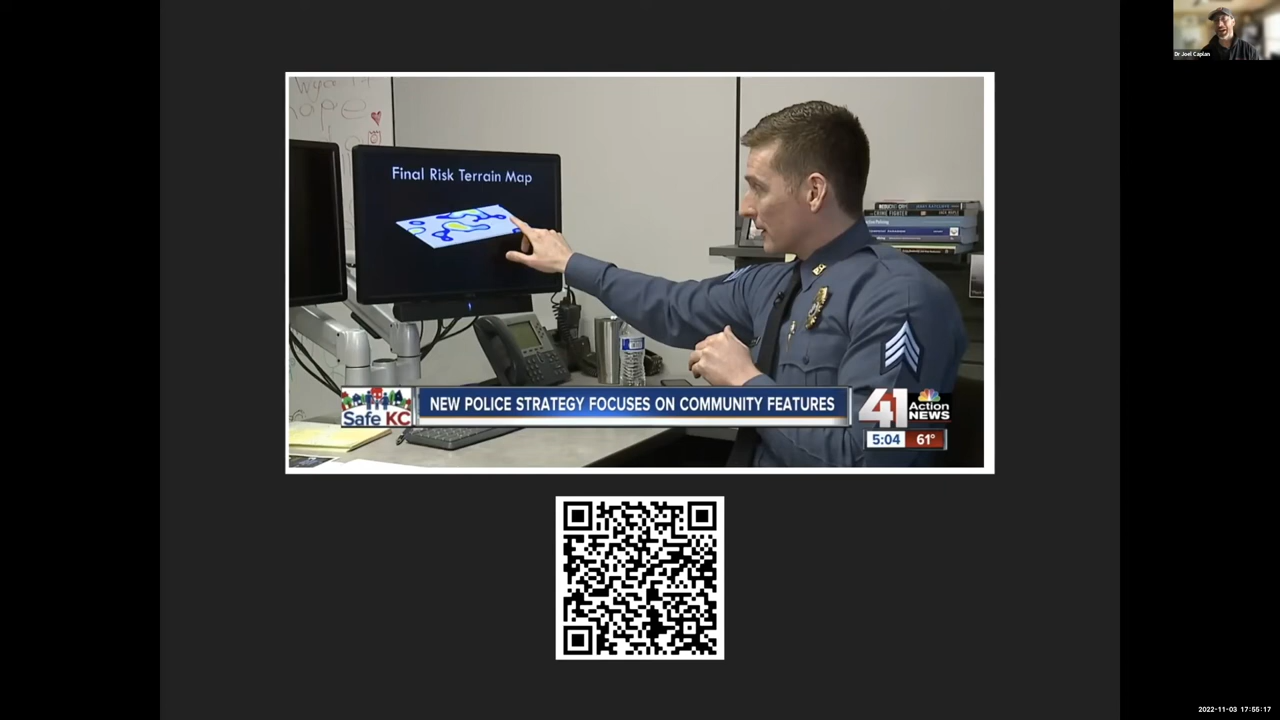 Dr Joel Caplan
Final Risk Terrain Map
Safe KC
NEW POLICE STRATEGY FOCUSES ON COMMUNITY FEATURES
41
Action
NEWS
5:04 61°
2022-11-03 17:55:17